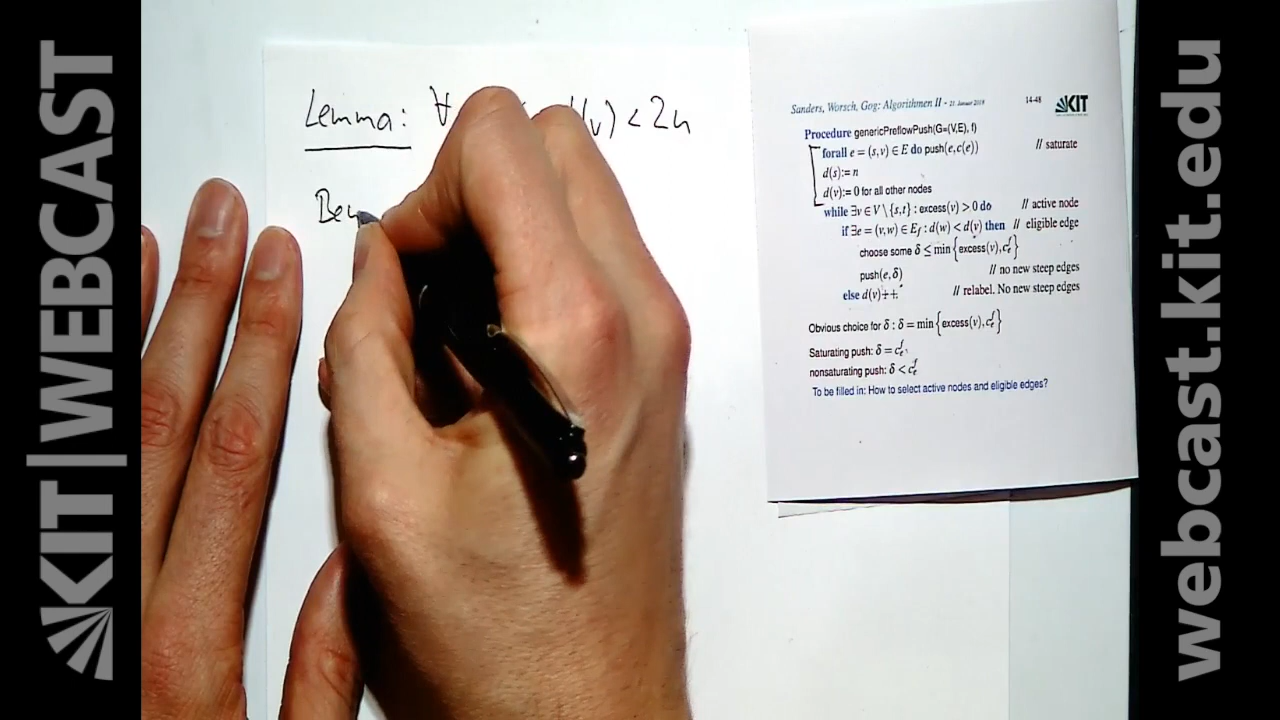 KIT|WEBCAST
Lemma: ∀ (v) < 2n
Sanders, Worsch, Gog: Algorithmen II - 21. Januar 2019
14-48
KIT
Procedure genericPreflowPush(G=(V,E), f)
forall e = (s,v) ∈ E do push(e,c(e)) // saturate
d(s):= n
d(v):= 0 for all other nodes
while ∃v ∈ V \ {s,t} : excess(v) > 0 do // active node
if ∃e = (v,w) ∈ E_f : d(w) < d(v) then // eligible edge
choose some δ ≤ min {excess(v), c_e^f}
push(e,δ) // no new steep edges
else d(v)++. // relabel. No new steep edges
Obvious choice for δ : δ = min {excess(v), c_e^f}
Saturating push: δ = c_e^f.
nonsaturating push: δ < c_e^f
To be filled in: How to select active nodes and eligible edges?
webcast.kit.edu